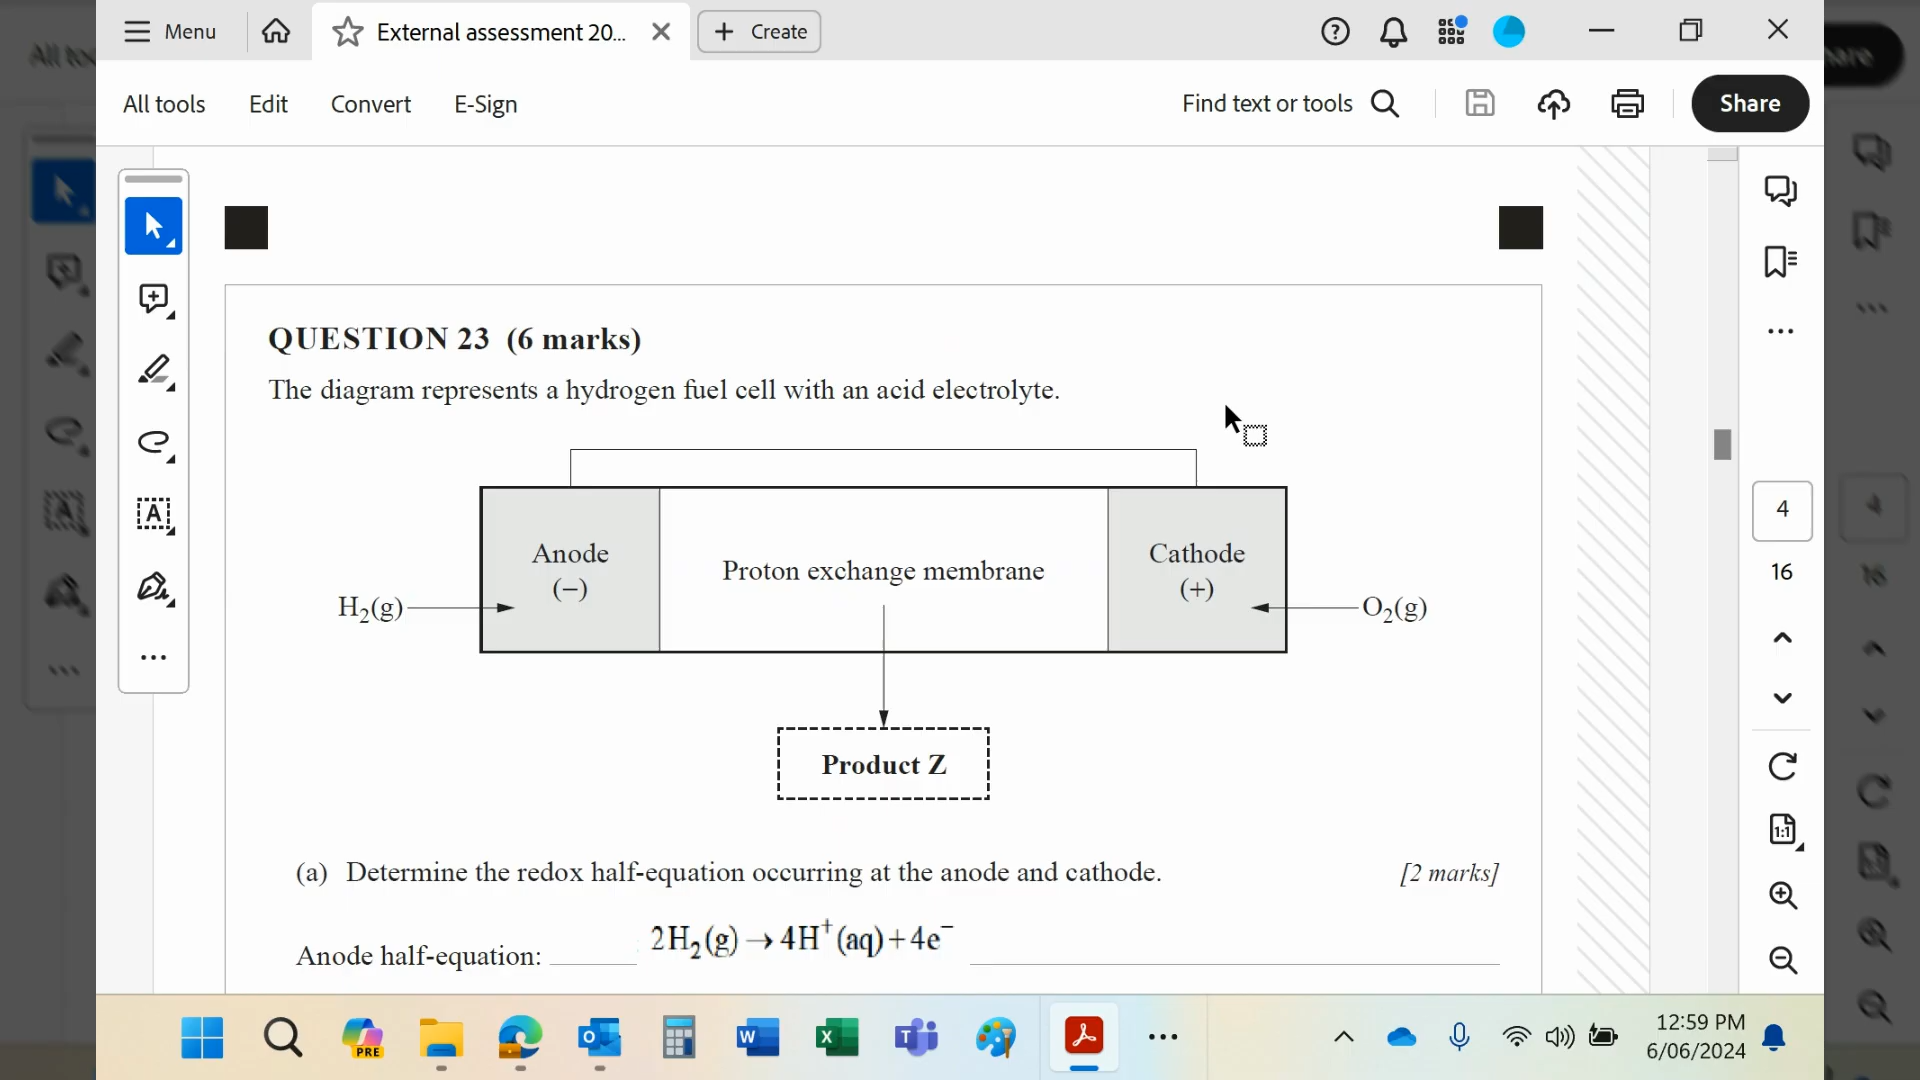 Menu
External assessment 20...
Create
All tools
Edit
Convert
E-Sign
Find text or tools
Share
QUESTION 23 (6 marks)
The diagram represents a hydrogen fuel cell with an acid electrolyte.
Anode
(−)
Proton exchange membrane
Cathode
(+)
H₂(g)
O₂(g)
Product Z
(a) Determine the redox half-equation occurring at the anode and cathode. [2 marks]
Anode half-equation: 2H₂(g) → 4H⁺(aq) + 4e⁻
4
16
1:1
PRE
12:59 PM
6/06/2024